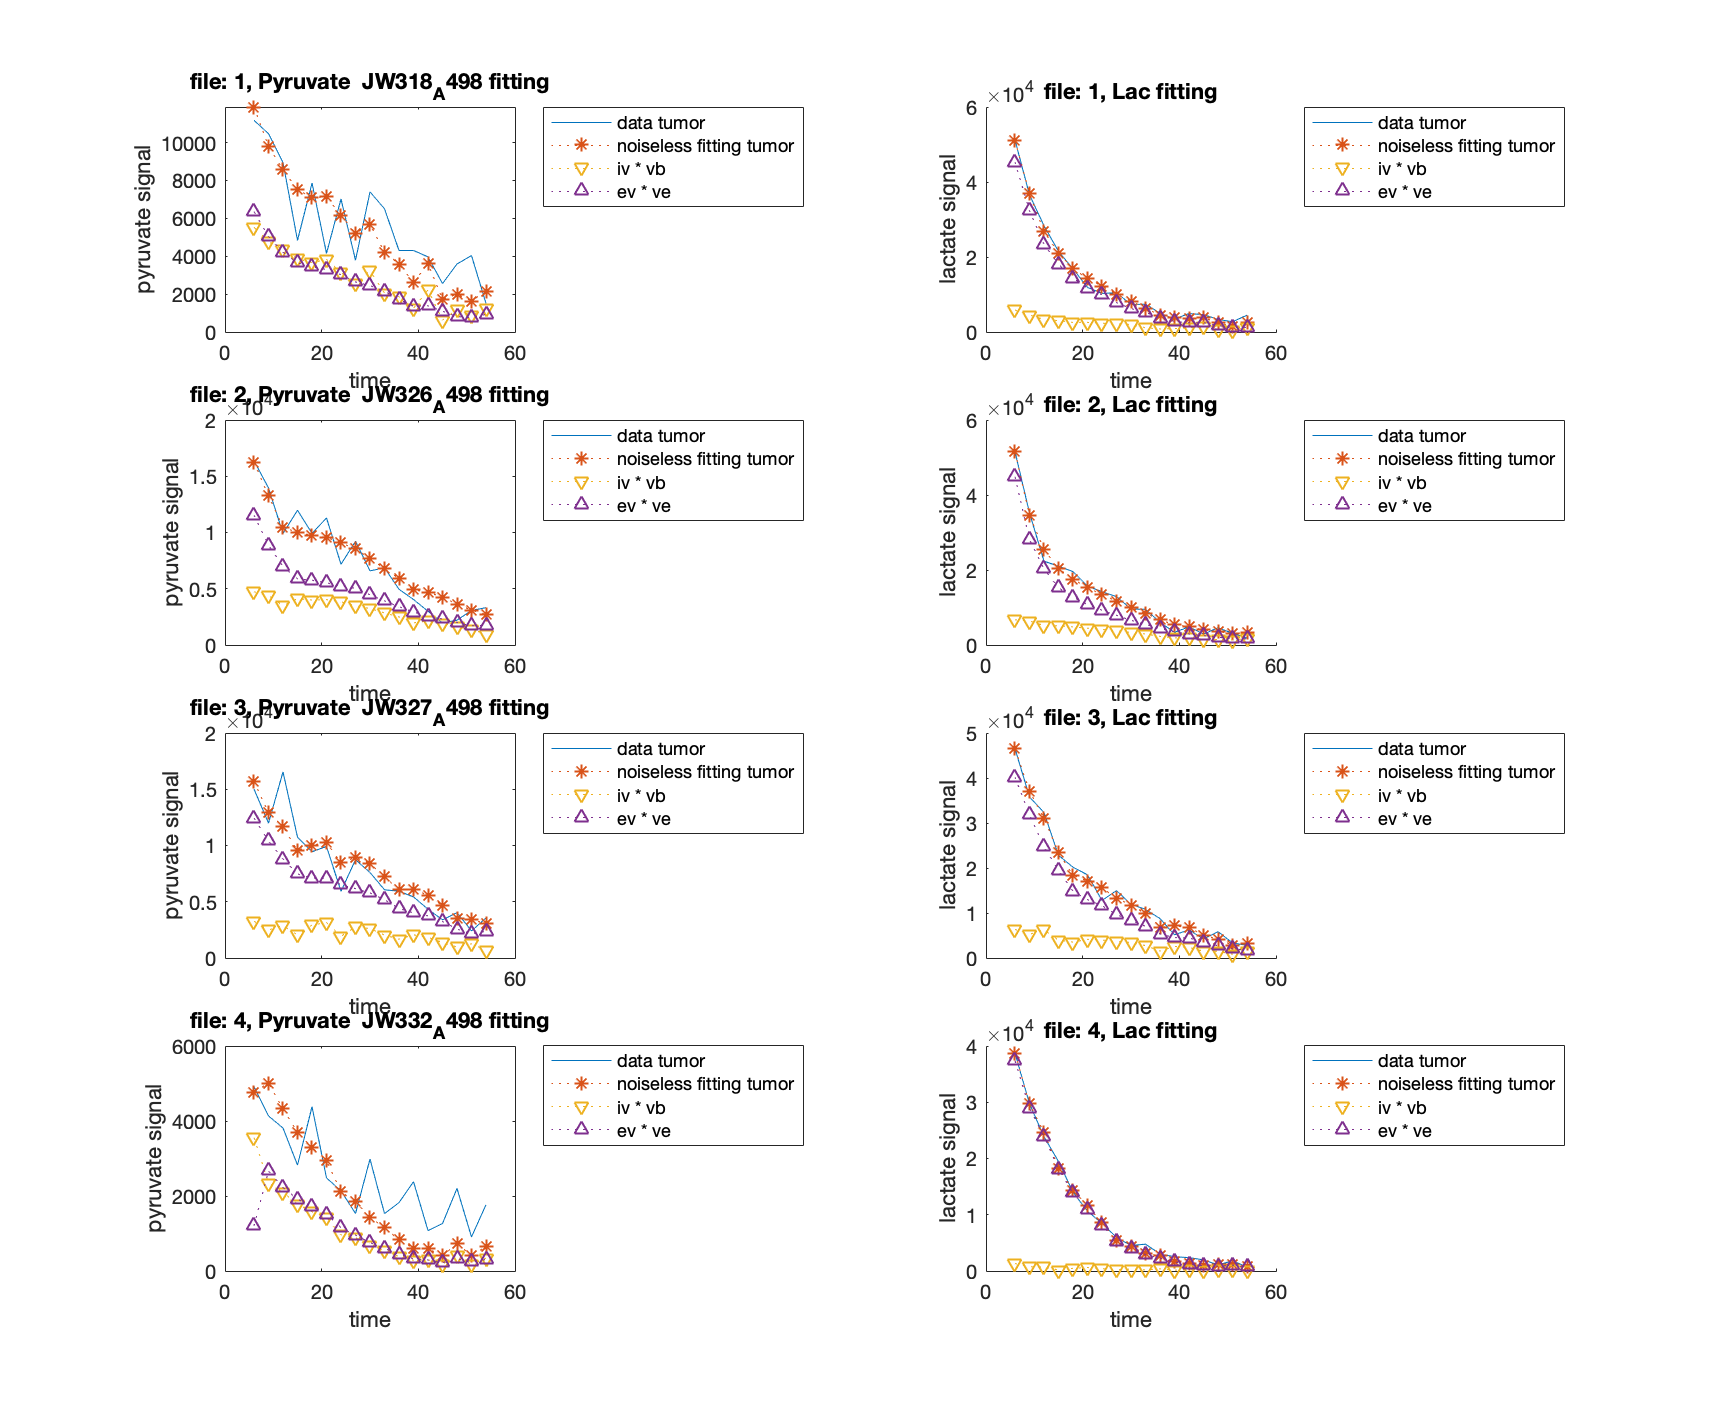 file: 1, Pyruvate JW318A498 fitting
10000
8000
6000
4000
2000
0
0 20 40 60
pyruvate signal
time
data tumor
noiseless fitting tumor
iv * vb
ev * ve
file: 1, Lac fitting
×10^4
6
4
2
0
0 20 40 60
lactate signal
time
data tumor
noiseless fitting tumor
iv * vb
ev * ve
file: 2, Pyruvate JW326A498 fitting
×10^4
2
1.5
1
0.5
0
0 20 40 60
pyruvate signal
time
data tumor
noiseless fitting tumor
iv * vb
ev * ve
file: 2, Lac fitting
×10^4
6
4
2
0
0 20 40 60
lactate signal
time
data tumor
noiseless fitting tumor
iv * vb
ev * ve
file: 3, Pyruvate JW327A498 fitting
×10^4
2
1.5
1
0.5
0
0 20 40 60
pyruvate signal
time
data tumor
noiseless fitting tumor
iv * vb
ev * ve
file: 3, Lac fitting
×10^4
5
4
3
2
1
0
0 20 40 60
lactate signal
time
data tumor
noiseless fitting tumor
iv * vb
ev * ve
file: 4, Pyruvate JW332A498 fitting
6000
4000
2000
0
0 20 40 60
pyruvate signal
time
data tumor
noiseless fitting tumor
iv * vb
ev * ve
file: 4, Lac fitting
×10^4
4
3
2
1
0
0 20 40 60
lactate signal
time
data tumor
noiseless fitting tumor
iv * vb
ev * ve